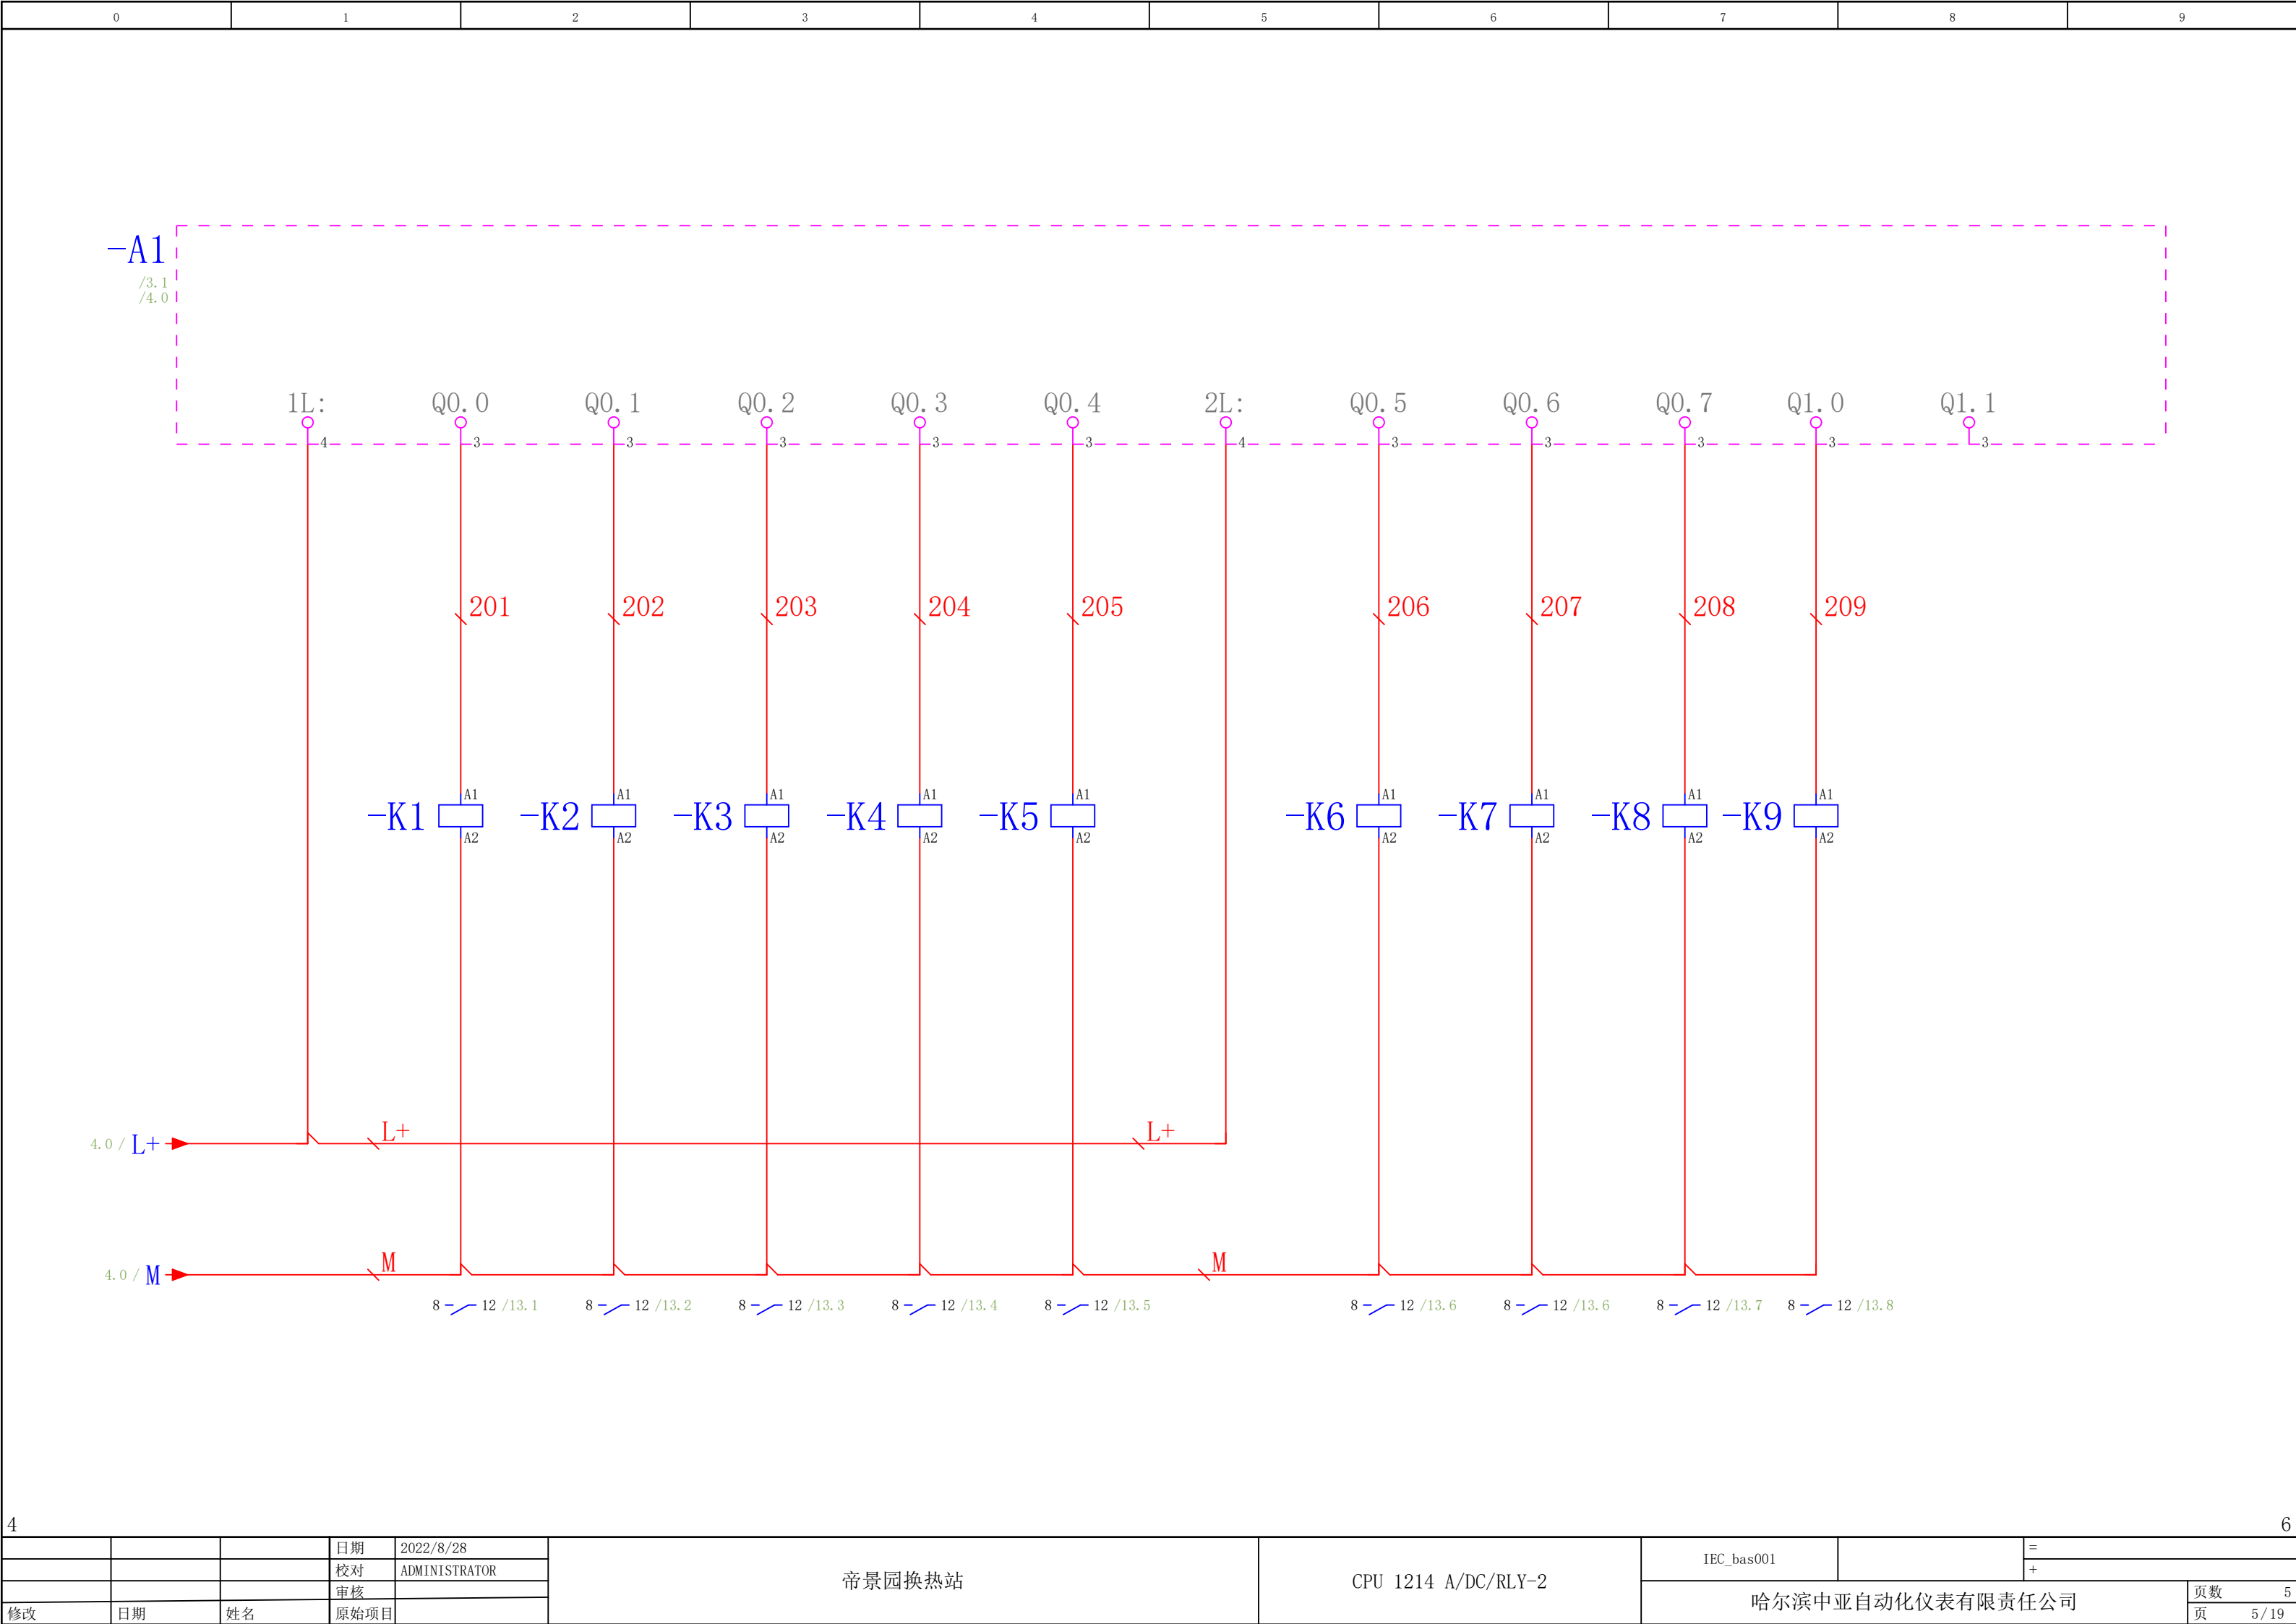 0 1 2 3 4 5 6 7 8 9
-A1
/3.1
/4.0
1L: Q0.0 Q0.1 Q0.2 Q0.3 Q0.4 2L: Q0.5 Q0.6 Q0.7 Q1.0 Q1.1
4 3 3 3 3 3 4 3 3 3 3 3
201 202 203 204 205 206 207 208 209
A1 A1 A1 A1 A1 A1 A1 A1 A1
-K1 -K2 -K3 -K4 -K5 -K6 -K7 -K8 -K9
A2 A2 A2 A2 A2 A2 A2 A2 A2
4.0 / L+ L+ L+
4.0 / M M M
8 12 /13.1 8 12 /13.2 8 12 /13.3 8 12 /13.4 8 12 /13.5 8 12 /13.6 8 12 /13.6 8 12 /13.7 8 12 /13.8
4 6
日期 2022/8/28
校对 ADMINISTRATOR
审核
修改 日期 姓名 原始项目
帝景园换热站
CPU 1214 A/DC/RLY-2
IEC_bas001
=
+
哈尔滨中亚自动化仪表有限责任公司
页数 5
页 5/19